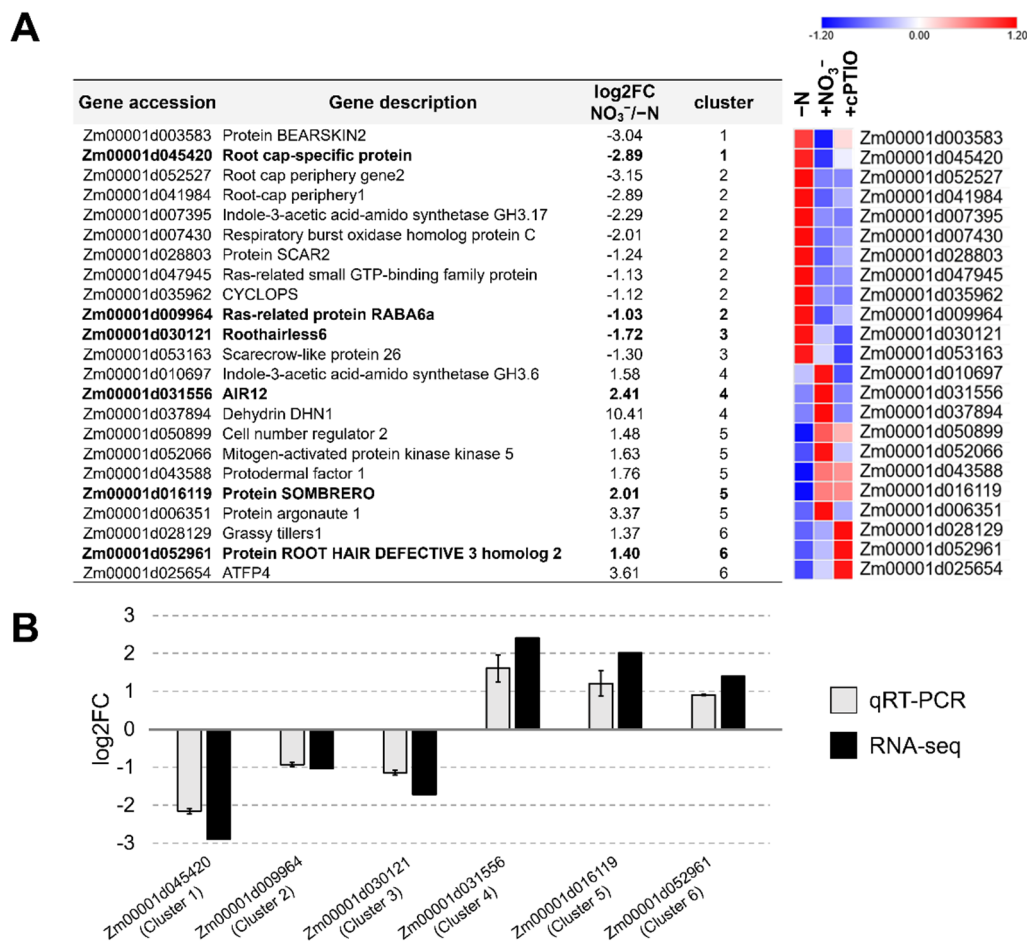 A
-1.20 0.00 1.20
−N +NO₃⁻ +cPTIO
Gene accession Gene description log2FC NO₃⁻/−N cluster
Zm00001d003583 Protein BEARSKIN2 -3.04 1 Zm00001d003583
Zm00001d045420 Root cap-specific protein -2.89 1 Zm00001d045420
Zm00001d052527 Root cap periphery gene2 -3.15 2 Zm00001d052527
Zm00001d041984 Root-cap periphery1 -2.89 2 Zm00001d041984
Zm00001d007395 Indole-3-acetic acid-amido synthetase GH3.17 -2.29 2 Zm00001d007395
Zm00001d007430 Respiratory burst oxidase homolog protein C -2.01 2 Zm00001d007430
Zm00001d028803 Protein SCAR2 -1.24 2 Zm00001d028803
Zm00001d047945 Ras-related small GTP-binding family protein -1.13 2 Zm00001d047945
Zm00001d035962 CYCLOPS -1.12 2 Zm00001d035962
Zm00001d009964 Ras-related protein RABA6a -1.03 2 Zm00001d009964
Zm00001d030121 Roothairless6 -1.72 3 Zm00001d030121
Zm00001d053163 Scarecrow-like protein 26 -1.30 3 Zm00001d053163
Zm00001d010697 Indole-3-acetic acid-amido synthetase GH3.6 1.58 4 Zm00001d010697
Zm00001d031556 AIR12 2.41 4 Zm00001d031556
Zm00001d037894 Dehydrin DHN1 10.41 4 Zm00001d037894
Zm00001d050899 Cell number regulator 2 1.48 5 Zm00001d050899
Zm00001d052066 Mitogen-activated protein kinase kinase 5 1.63 5 Zm00001d052066
Zm00001d043588 Protodermal factor 1 1.76 5 Zm00001d043588
Zm00001d016119 Protein SOMBRERO 2.01 5 Zm00001d016119
Zm00001d006351 Protein argonaute 1 3.37 5 Zm00001d006351
Zm00001d028129 Grassy tillers1 1.37 6 Zm00001d028129
Zm00001d052961 Protein ROOT HAIR DEFECTIVE 3 homolog 2 1.40 6 Zm00001d052961
Zm00001d025654 ATFP4 3.61 6 Zm00001d025654
B
log2FC
3
2
1
0
-1
-2
-3
qRT-PCR
RNA-seq
Zm00001d045420
(Cluster 1)
Zm00001d009964
(Cluster 2)
Zm00001d030121
(Cluster 3)
Zm00001d031556
(Cluster 4)
Zm00001d016119
(Cluster 5)
Zm00001d052961
(Cluster 6)